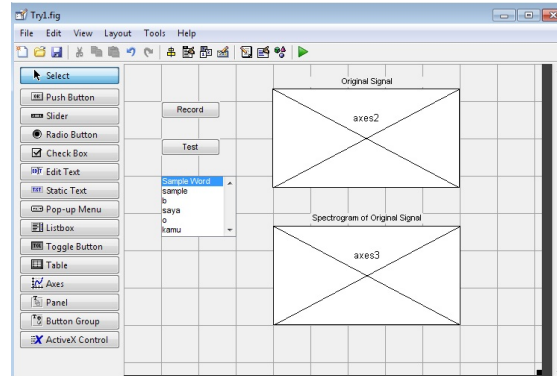 Try1.fig
File Edit View Layout Tools Help
Select
Push Button
Slider
Radio Button
Check Box
Edit Text
Static Text
Pop-up Menu
Listbox
Toggle Button
Table
Axes
Panel
Button Group
ActiveX Control
Record
Test
Sample Word
sample
b
saya
o
kamu
Original Signal
axes2
Spectrogram of Original Signal
axes3